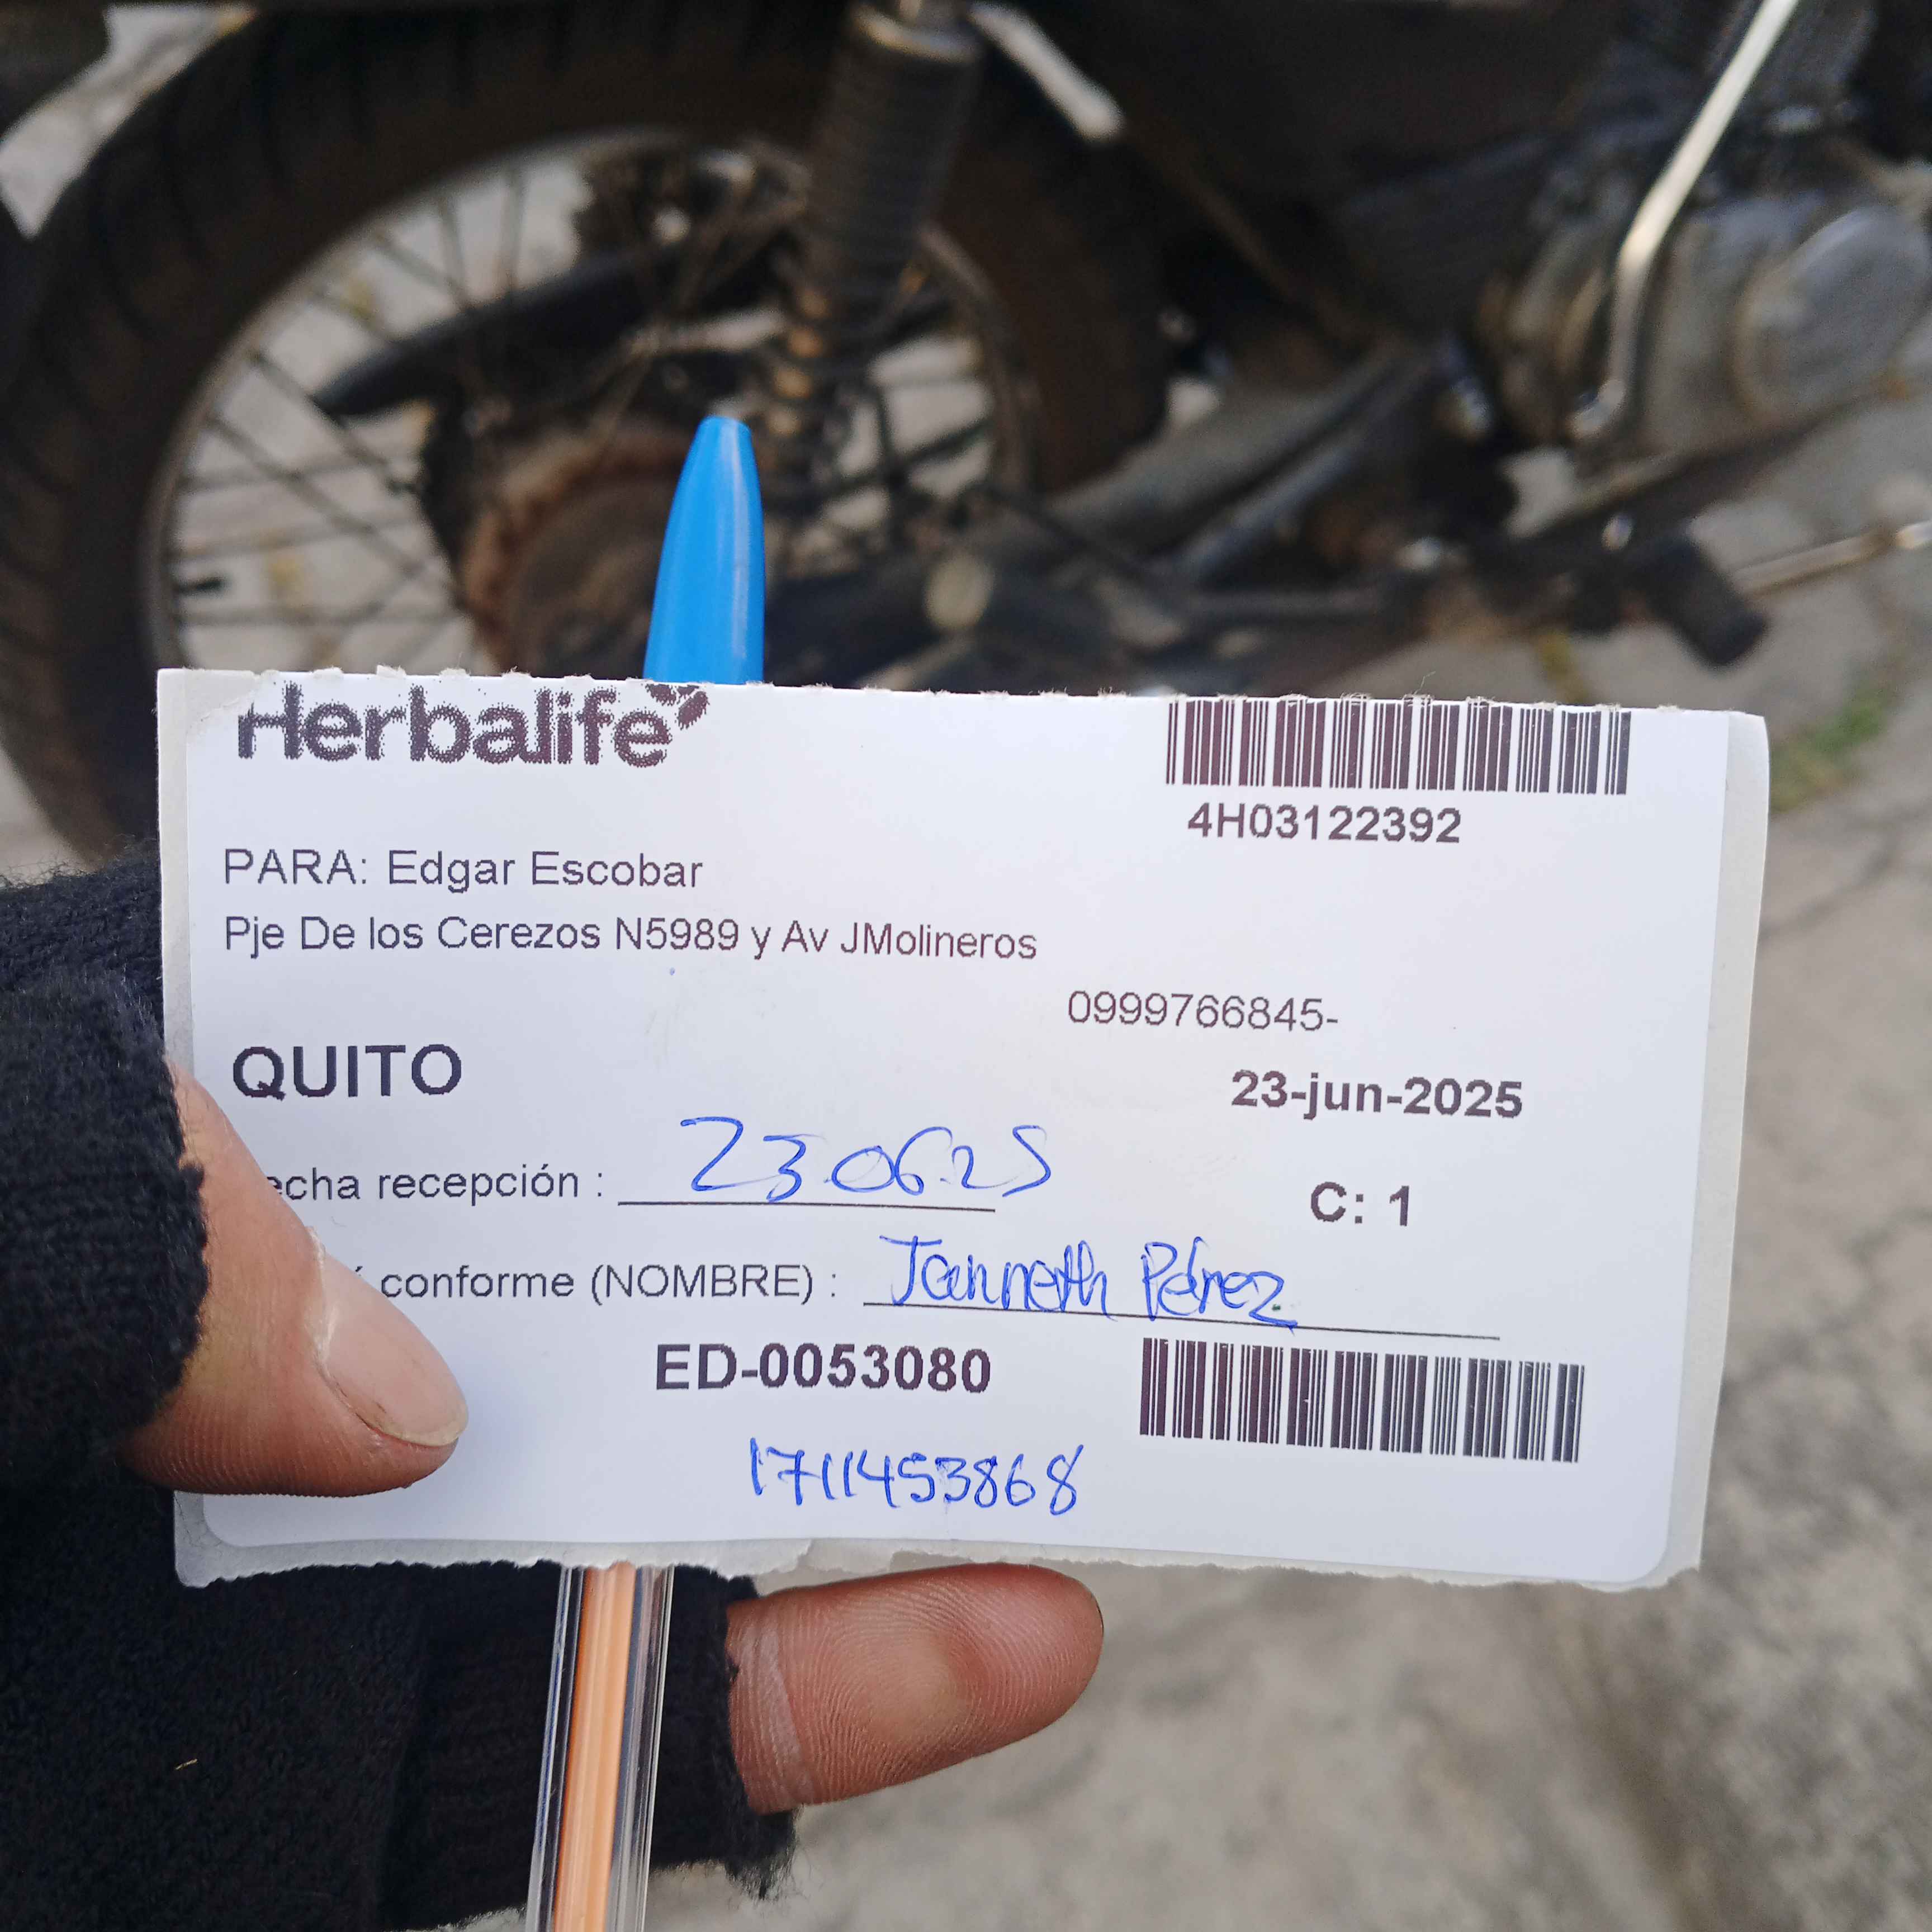 Herbalife
4H03122392
PARA: Edgar Escobar
Pje De los Cerezos N5989 y Av JMolineros
0999766845-
QUITO
23-jun-2025
echa recepción : 23.06.25
C: 1
conforme (NOMBRE) : Janneth Pérez
ED-0053080
1711453868